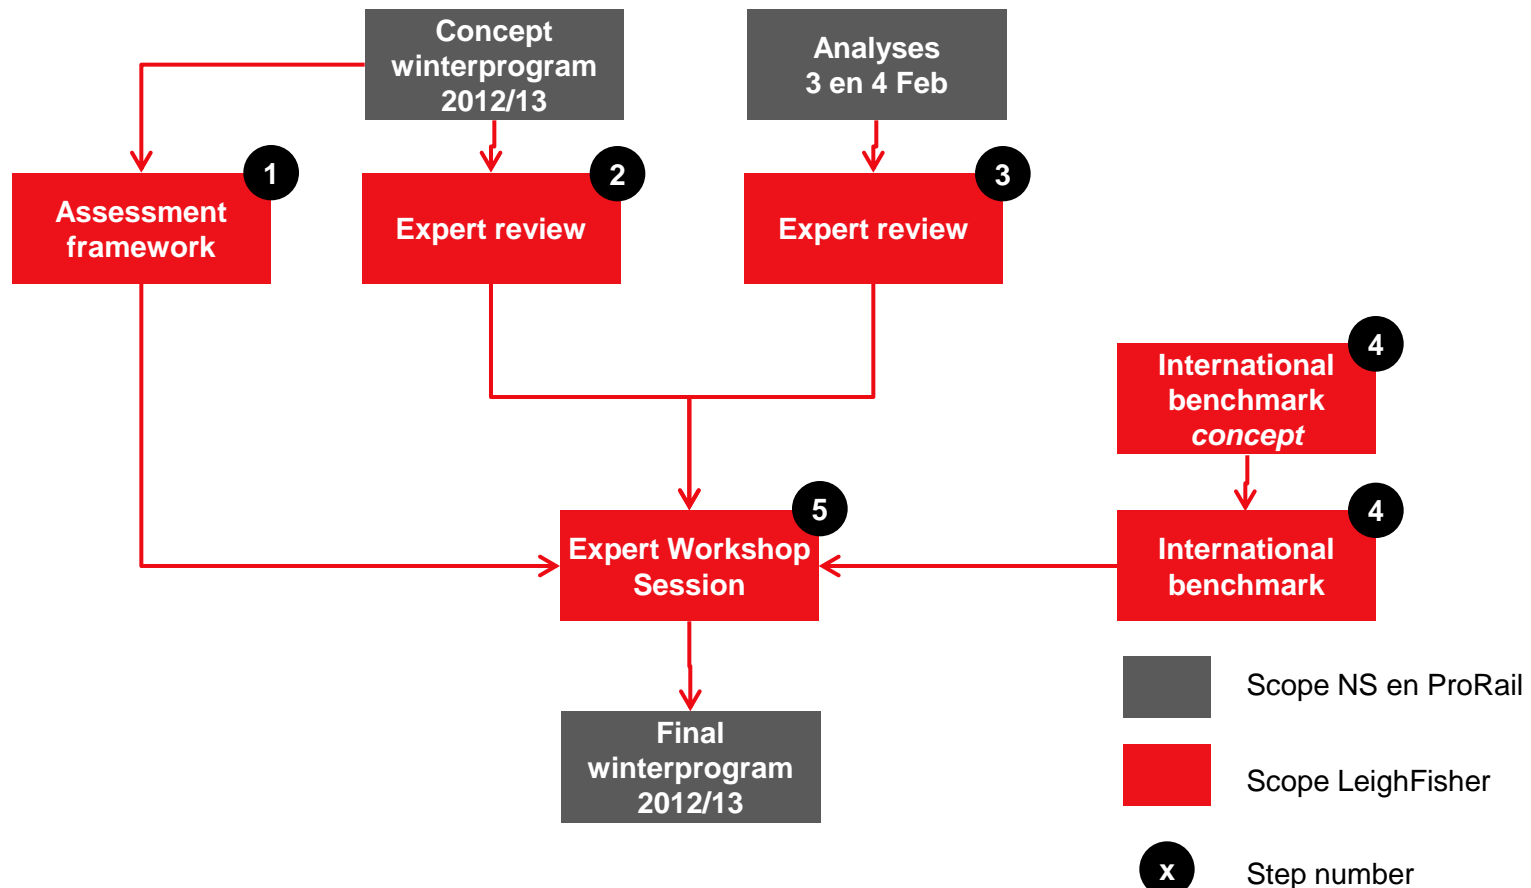 Concept
winterprogram
2012/13
Analyses
3 en 4 Feb
1
Assessment
framework
2
Expert review
3
Expert review
4
International
benchmark
concept
4
International
benchmark
5
Expert Workshop
Session
Final
winterprogram
2012/13
Scope NS en ProRail
Scope LeighFisher
x
Step number